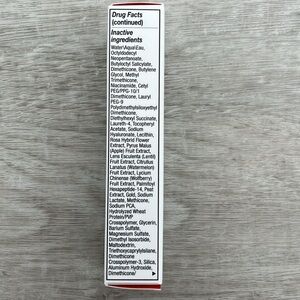 Drug Facts
(continued)
Inactive
ingredients
Water\Aqua\Eau,
Octyldodecyl
Neopentanoate,
Butyloctyl Salicylate,
Dimethicone, Butylene
Glycol, Methyl
Trimethicone,
Niacinamide, Cetyl
PEG/PPG-10/1
Dimethicone, Lauryl
PEG-9
Polydimethylsiloxyethyl
Dimethicone,
Diethylhexyl Succinate,
Laureth-4, Tocopheryl
Acetate, Sodium
Hyaluronate, Lecithin,
Rosa Hybrid Flower
Extract, Pyrus Malus
(Apple) Fruit Extract,
Lens Esculenta (Lentil)
Fruit Extract, Citrullus
Lanatus (Watermelon)
Fruit Extract, Lycium
Chinense (Wolfberry)
Fruit Extract, Palmitoyl
Hexapeptide-14, Peat
Extract, Gold, Sodium
Lactate, Methicone,
Sodium PCA,
Hydrolyzed Wheat
Protein/PVP
Crosspolymer, Glycerin,
Barium Sulfate,
Magnesium Sulfate,
Dimethyl Isosorbide,
Maltodextrin,
Triethoxycaprylylsilane,
Dimethicone
Crosspolymer-3, Silica,
Aluminum Hydroxide,
Dimethicone/